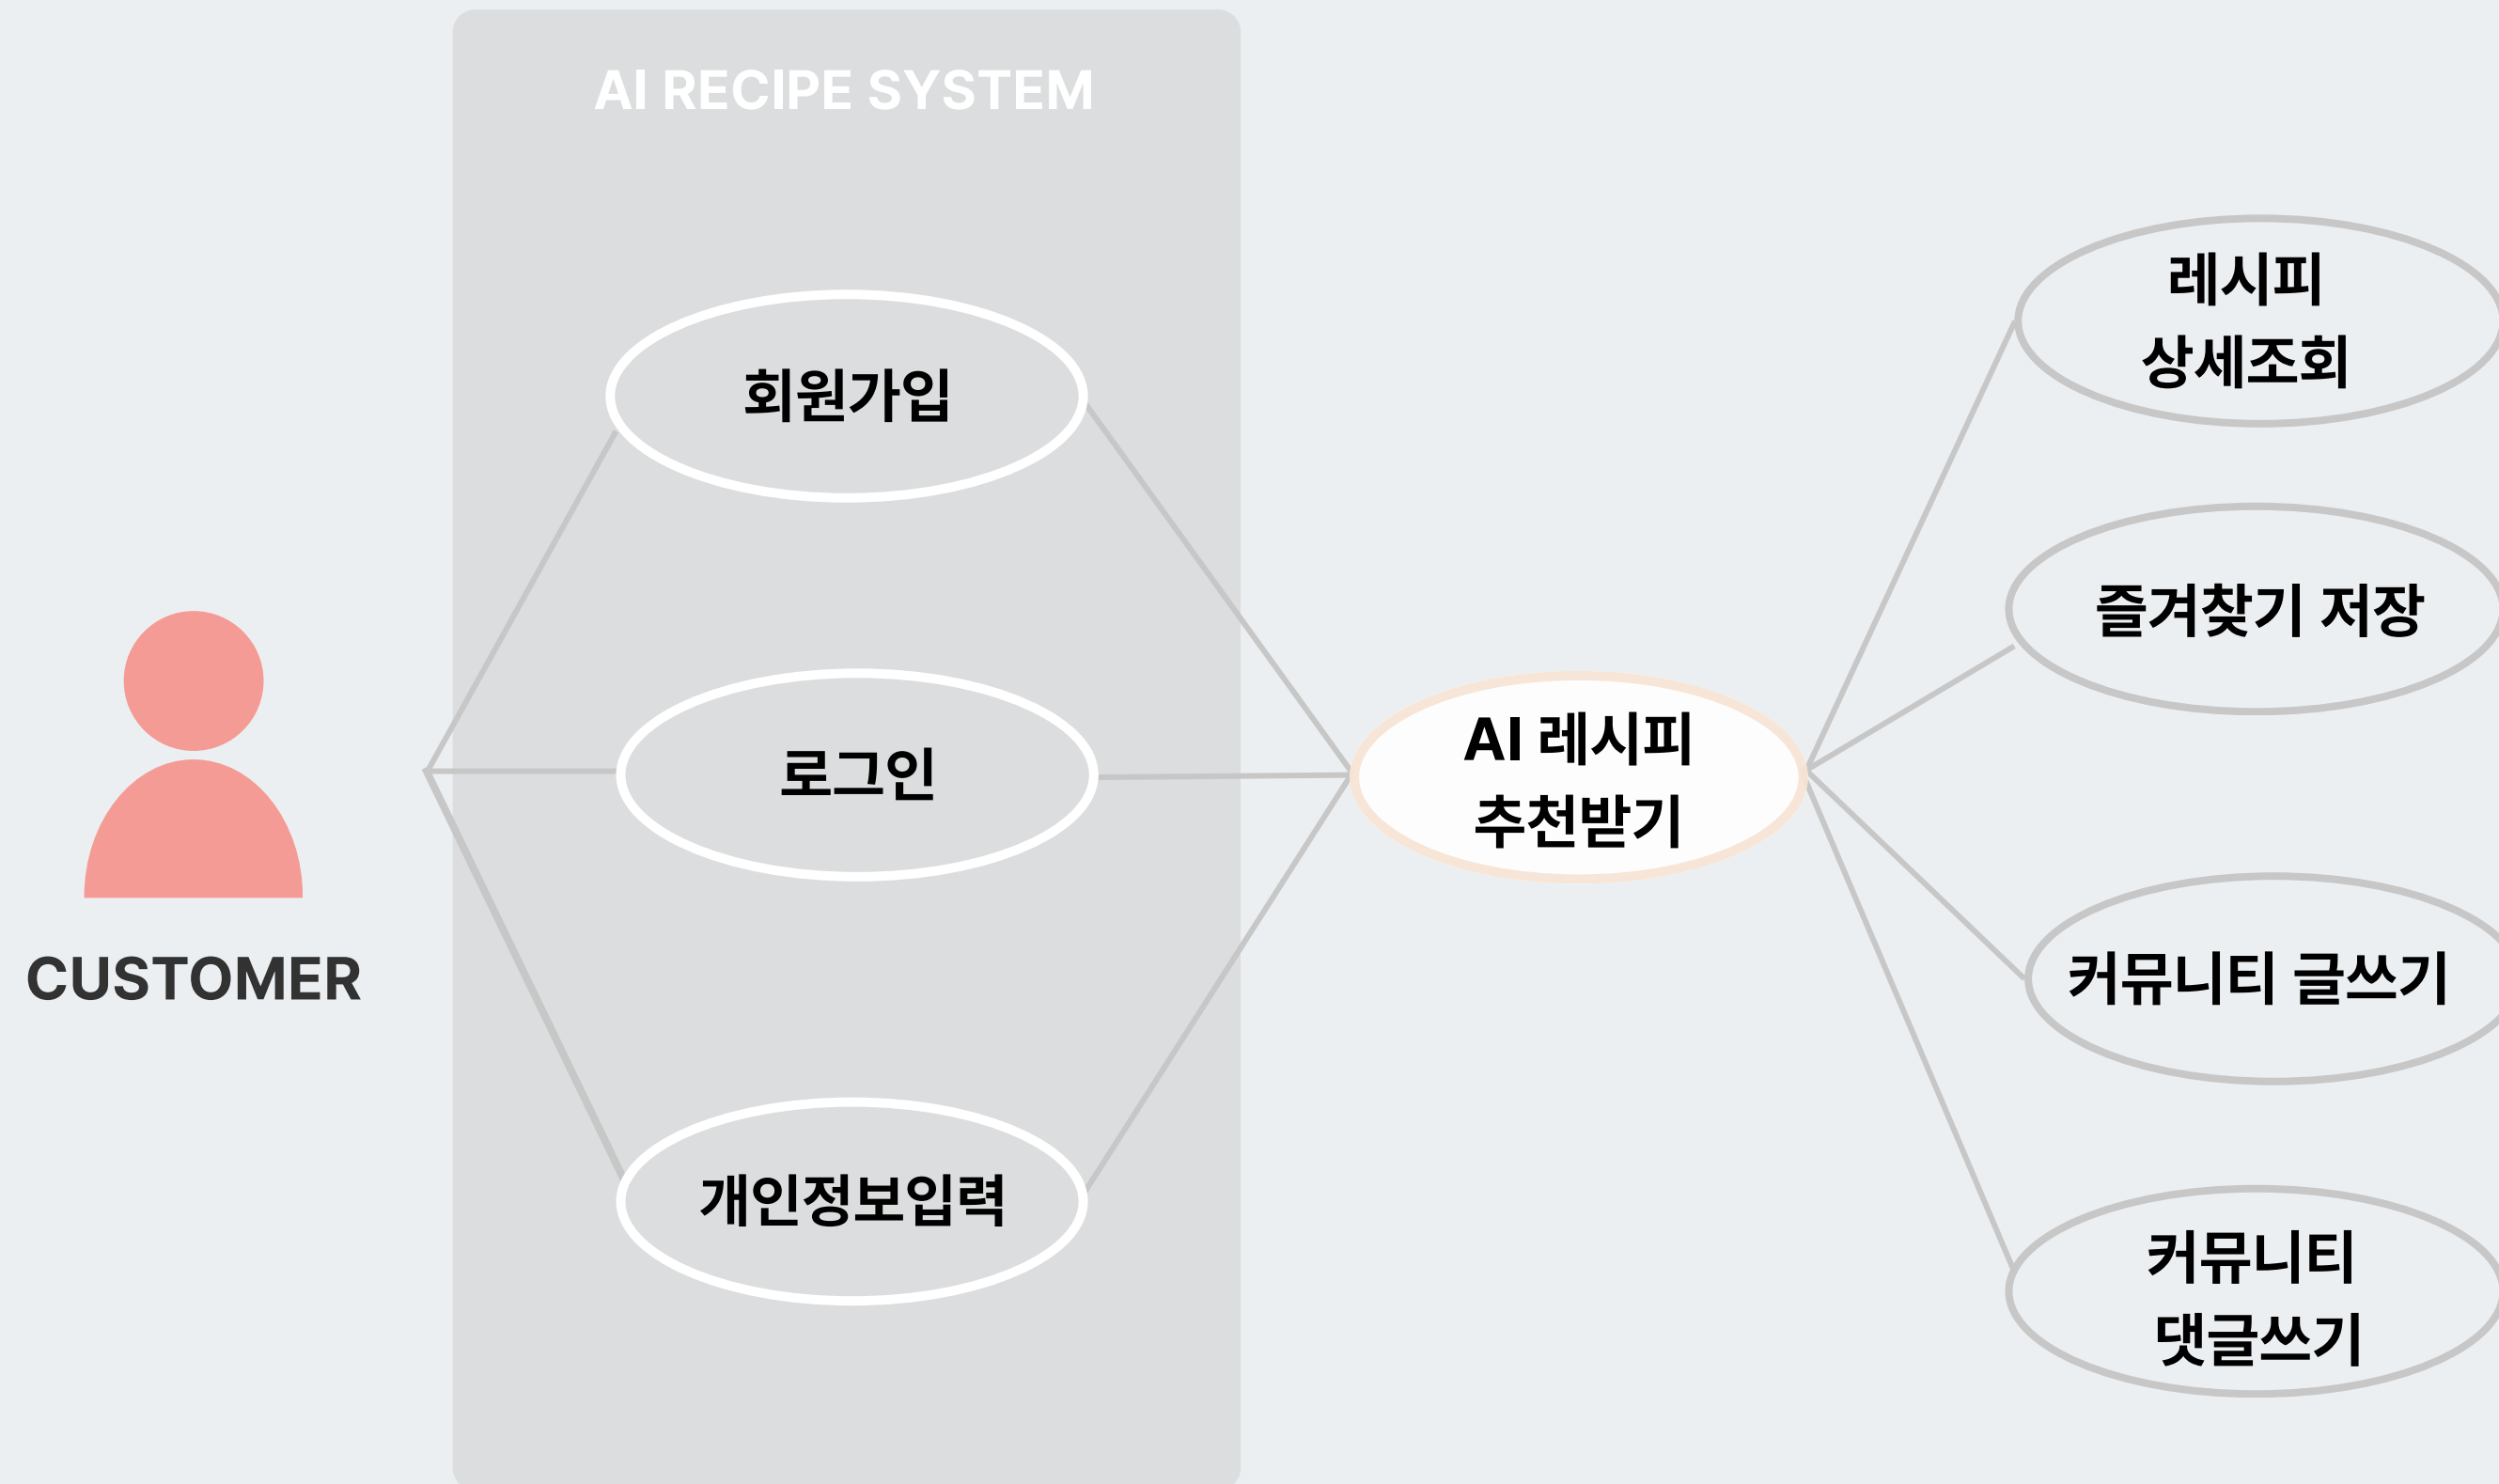 AI RECIPE SYSTEM
회원가입
로그인
개인정보입력
CUSTOMER
AI 레시피
추천받기
레시피
상세조회
즐겨찾기 저장
커뮤니티 글쓰기
커뮤니티
댓글쓰기